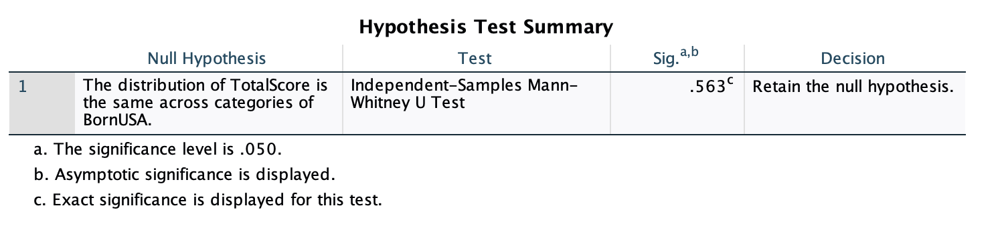 Hypothesis Test Summary
Null Hypothesis Test Sig.a,b Decision
1 The distribution of TotalScore is Independent-Samples Mann- .563c Retain the null hypothesis.
the same across categories of Whitney U Test
BornUSA.
a. The significance level is .050.
b. Asymptotic significance is displayed.
c. Exact significance is displayed for this test.